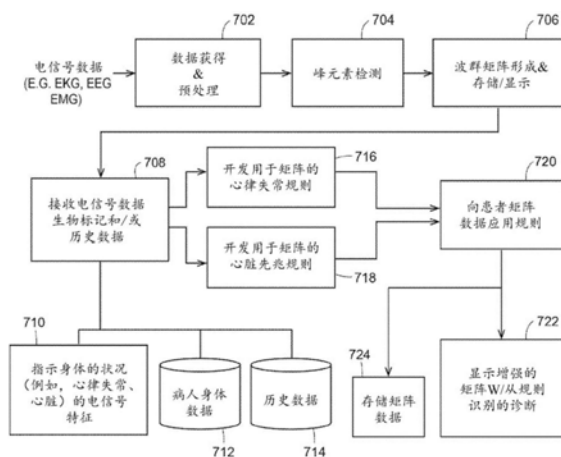 702
704
706
电信号数据
(E.G. EKG, EEG
EMG)
数据获得
&
预处理
峰元素检测
波群矩阵形成&
存储/显示
708
接收电信号数据
生物标记和/或
历史数据
716
开发用于矩阵的
心律失常规则
开发用于矩阵的
心脏先兆规则
718
720
向患者矩阵
数据应用规则
710
指示身体的状况
(例如，心律失常、
心脏) 的电信号
特征
病人身体
数据
712
历史数据
714
724
存储矩阵
数据
722
显示增强的
矩阵W/从规则
识别的诊断